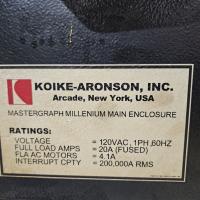 KOIKE-ARONSON, INC.
Arcade, New York, USA
MASTERGRAPH MILLENIUM MAIN ENCLOSURE
RATINGS:
VOLTAGE = 120VAC, 1PH, 60HZ
FULL LOAD AMPS = 20A (FUSED)
FLA AC MOTORS = 4.1A
INTERRUPT CPTY = 200,000A RMS